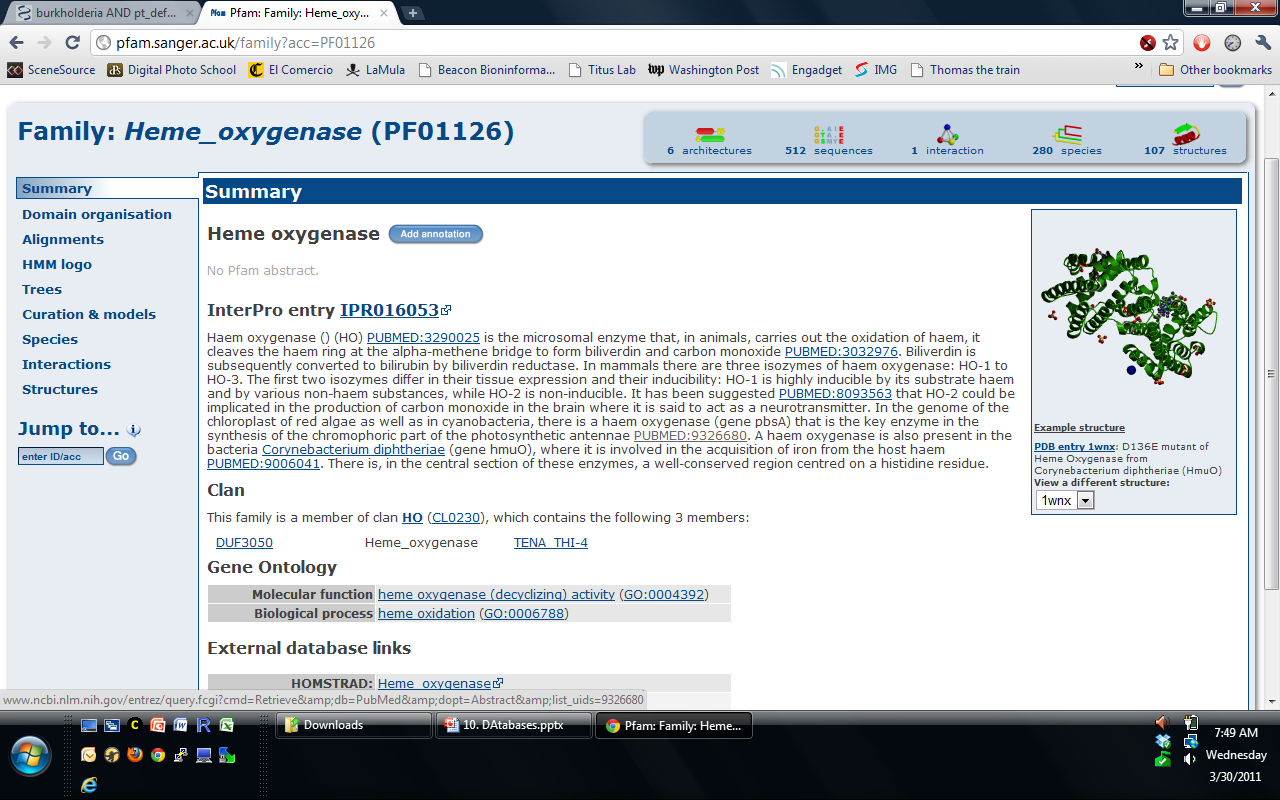 burkholderia AND pt_def...
Pfam: Family: Heme_oxy...
pfam.sanger.ac.uk/family?acc=PF01126
SceneSource Digital Photo School El Comercio LaMula Beacon Bioninforma... Titus Lab Washington Post Engadget IMG Thomas the train » Other bookmarks
Family: Heme_oxygenase (PF01126)
6 architectures 512 sequences 1 interaction 280 species 107 structures
Summary
Domain organisation
Alignments
HMM logo
Trees
Curation & models
Species
Interactions
Structures
Jump to...
enter ID/acc Go
Summary
Heme oxygenase Add annotation
No Pfam abstract.
InterPro entry IPR016053
Haem oxygenase () (HO) PUBMED:3290025 is the microsomal enzyme that, in animals, carries out the oxidation of haem, it
cleaves the haem ring at the alpha-methene bridge to form biliverdin and carbon monoxide PUBMED:3032976. Biliverdin is
subsequently converted to bilirubin by biliverdin reductase. In mammals there are three isozymes of haem oxygenase: HO-1 to
HO-3. The first two isozymes differ in their tissue expression and their inducibility: HO-1 is highly inducible by its substrate haem
and by various non-haem substances, while HO-2 is non-inducible. It has been suggested PUBMED:8093563 that HO-2 could be
implicated in the production of carbon monoxide in the brain where it is said to act as a neurotransmitter. In the genome of the
chloroplast of red algae as well as in cyanobacteria, there is a haem oxygenase (gene pbsA) that is the key enzyme in the
synthesis of the chromophoric part of the photosynthetic antennae PUBMED:9326680. A haem oxygenase is also present in the
bacteria Corynebacterium diphtheriae (gene hmuO), where it is involved in the acquisition of iron from the host haem
PUBMED:9006041. There is, in the central section of these enzymes, a well-conserved region centred on a histidine residue.
Clan
This family is a member of clan HO (CL0230), which contains the following 3 members:
DUF3050 Heme_oxygenase TENA_THI-4
Gene Ontology
Molecular function heme oxygenase (decyclizing) activity (GO:0004392)
Biological process heme oxidation (GO:0006788)
External database links
HOMSTRAD: Heme_oxygenase
Example structure
PDB entry 1wnx: D136E mutant of
Heme Oxygenase from
Corynebacterium diphtheriae (HmuO)
View a different structure:
1wnx
www.ncbi.nlm.nih.gov/entrez/query.fcgi?cmd=Retrieve&amp;db=PubMed&amp;dopt=Abstract&amp;list_uids=9326680
Downloads
10. DAtabases.pptx
Pfam: Family: Heme...
7:49 AM
Wednesday
3/30/2011